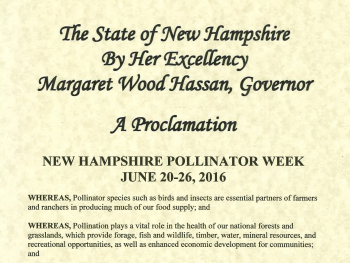 The State of New Hampshire
By Her Excellency
Margaret Wood Hassan, Governor
A Proclamation
NEW HAMPSHIRE POLLINATOR WEEK
JUNE 20-26, 2016
WHEREAS, Pollinator species such as birds and insects are essential partners of farmers
and ranchers in producing much of our food supply; and
WHEREAS, Pollination plays a vital role in the health of our national forests and
grasslands, which provide forage, fish and wildlife, timber, water, mineral resources, and
recreational opportunities, as well as enhanced economic development for communities;
and